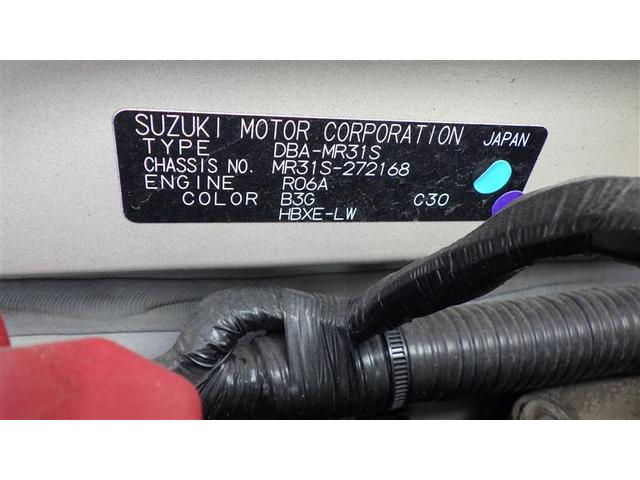 SUZUKI MOTOR CORPORATION JAPAN
TYPE DBA-MR31S
CHASSIS NO. MR31S-272168
ENGINE R06A
COLOR B3G C30
HBXE-LW